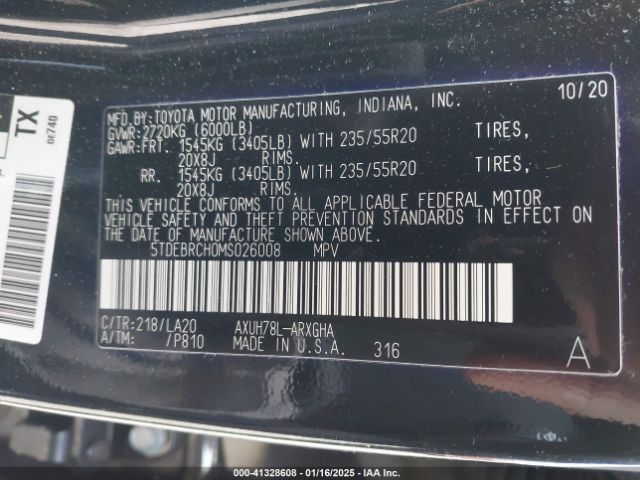 TX
0E740
MFD.BY:TOYOTA MOTOR MANUFACTURING, INDIANA, INC. 10/20
GVWR:2720KG (6000LB)
GAWR:FRT. 1545KG (3405LB) WITH 235/55R20 TIRES,
20X8J RIMS.
RR. 1545KG (3405LB) WITH 235/55R20 TIRES,
20X8J RIMS.
THIS VEHICLE CONFORMS TO ALL APPLICABLE FEDERAL MOTOR
VEHICLE SAFETY AND THEFT PREVENTION STANDARDS IN EFFECT ON
THE DATE OF MANUFACTURE SHOWN ABOVE.
5TDEBRCH0MS026008 MPV
C/TR:218/LA20 AXUH78L-ARXGHA
A/TM: /P810 MADE IN U.S.A. 316 A
000-41328608 - 01/16/2025 - IAA Inc.